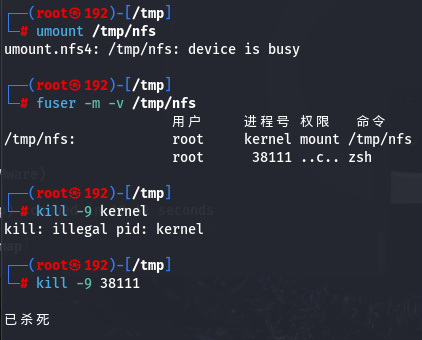 ┌──(root㉿192)-[/tmp]
└─# umount /tmp/nfs
umount.nfs4: /tmp/nfs: device is busy
┌──(root㉿192)-[/tmp]
└─# fuser -m -v /tmp/nfs
用户 进程号 权限 命令
/tmp/nfs: root kernel mount /tmp/nfs
root 38111 ..c.. zsh
┌──(root㉿192)-[/tmp]
└─# kill -9 kernel
kill: illegal pid: kernel
┌──(root㉿192)-[/tmp]
└─# kill -9 38111
已杀死